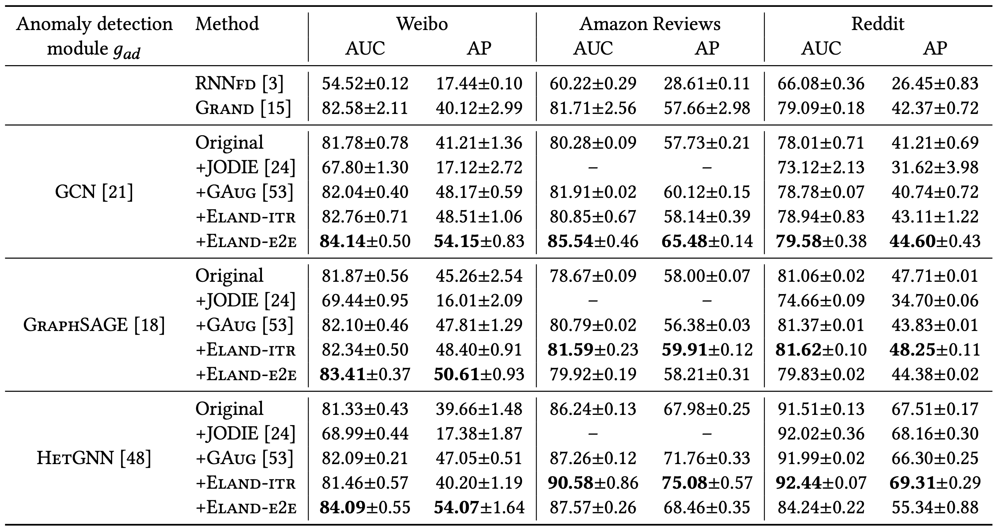 Anomaly detection Method Weibo Amazon Reviews Reddit
module g_ad AUC AP AUC AP AUC AP
RNNFD [3] 54.52±0.12 17.44±0.10 60.22±0.29 28.61±0.11 66.08±0.36 26.45±0.83
GRAND [15] 82.58±2.11 40.12±2.99 81.71±2.56 57.66±2.98 79.09±0.18 42.37±0.72
Original 81.78±0.78 41.21±1.36 80.28±0.09 57.73±0.21 78.01±0.71 41.21±0.69
+JODIE [24] 67.80±1.30 17.12±2.72 – – 73.12±2.13 31.62±3.98
GCN [21] +GAUG [53] 82.04±0.40 48.17±0.59 81.91±0.02 60.12±0.15 78.78±0.07 40.74±0.72
+ELAND-ITR 82.76±0.71 48.51±1.06 80.85±0.67 58.14±0.39 78.94±0.83 43.11±1.22
+ELAND-E2E 84.14±0.50 54.15±0.83 85.54±0.46 65.48±0.14 79.58±0.38 44.60±0.43
Original 81.87±0.56 45.26±2.54 78.67±0.09 58.00±0.07 81.06±0.02 47.71±0.01
+JODIE [24] 69.44±0.95 16.01±2.09 – – 74.66±0.09 34.70±0.06
GRAPHSAGE [18] +GAUG [53] 82.10±0.46 47.81±1.29 80.79±0.02 56.38±0.03 81.37±0.01 43.83±0.01
+ELAND-ITR 82.34±0.50 48.40±0.91 81.59±0.23 59.91±0.12 81.62±0.10 48.25±0.11
+ELAND-E2E 83.41±0.37 50.61±0.93 79.92±0.19 58.21±0.31 79.83±0.02 44.38±0.02
Original 81.33±0.43 39.66±1.48 86.24±0.13 67.98±0.25 91.51±0.13 67.51±0.17
+JODIE [24] 68.99±0.44 17.38±1.87 – – 92.02±0.36 68.16±0.30
HETGNN [48] +GAUG [53] 82.09±0.21 47.05±0.51 87.26±0.12 71.76±0.33 91.99±0.02 66.30±0.25
+ELAND-ITR 81.46±0.57 40.20±1.19 90.58±0.86 75.08±0.57 92.44±0.07 69.31±0.29
+ELAND-E2E 84.09±0.55 54.07±1.64 87.57±0.26 68.46±0.35 84.24±0.22 55.34±0.88